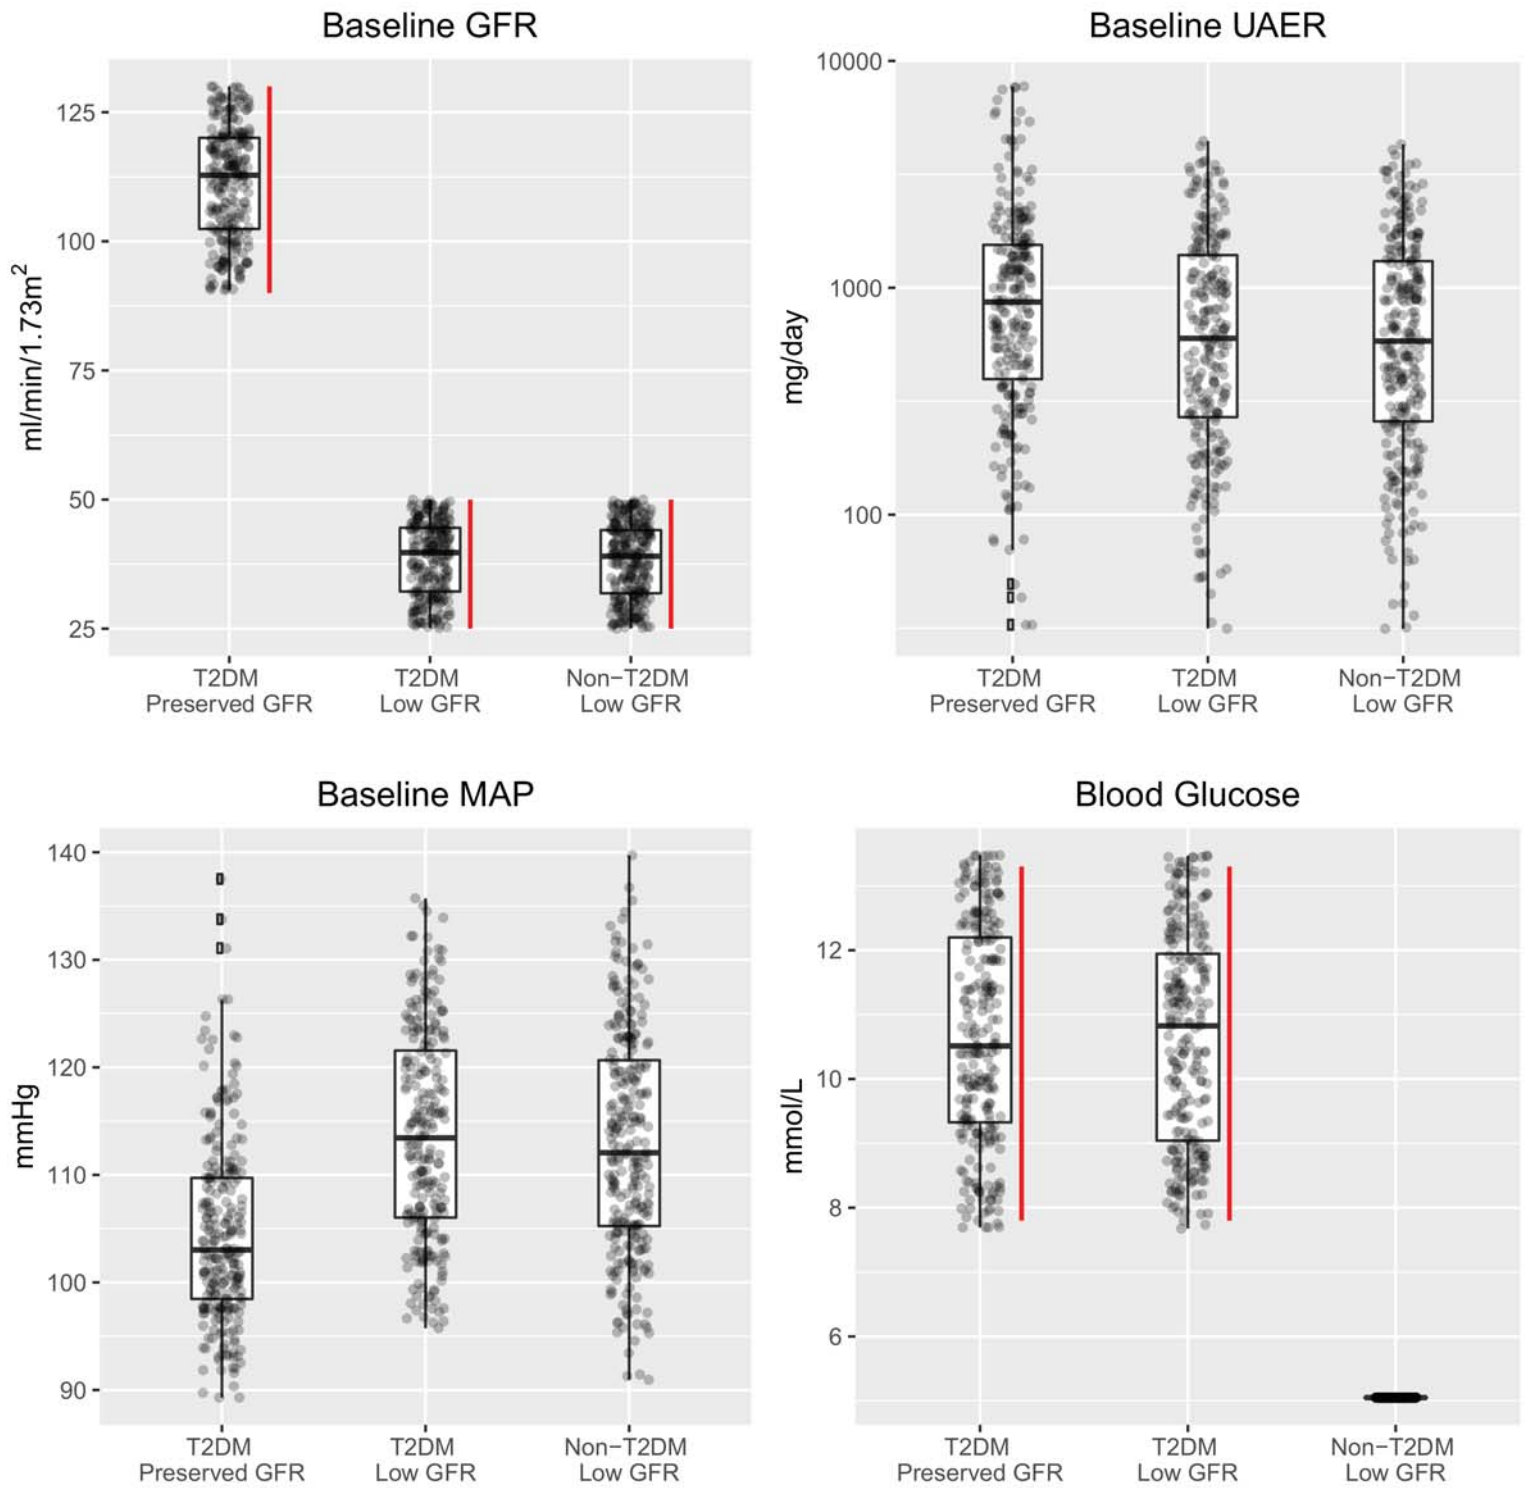 Baseline GFR
ml/min/1.73m²
125
100
75
50
25
T2DM
Preserved GFR
T2DM
Low GFR
Non−T2DM
Low GFR
Baseline UAER
mg/day
10000
1000
100
T2DM
Preserved GFR
T2DM
Low GFR
Non−T2DM
Low GFR
Baseline MAP
mmHg
140
130
120
110
100
90
T2DM
Preserved GFR
T2DM
Low GFR
Non−T2DM
Low GFR
Blood Glucose
mmol/L
12
10
8
6
T2DM
Preserved GFR
T2DM
Low GFR
Non−T2DM
Low GFR